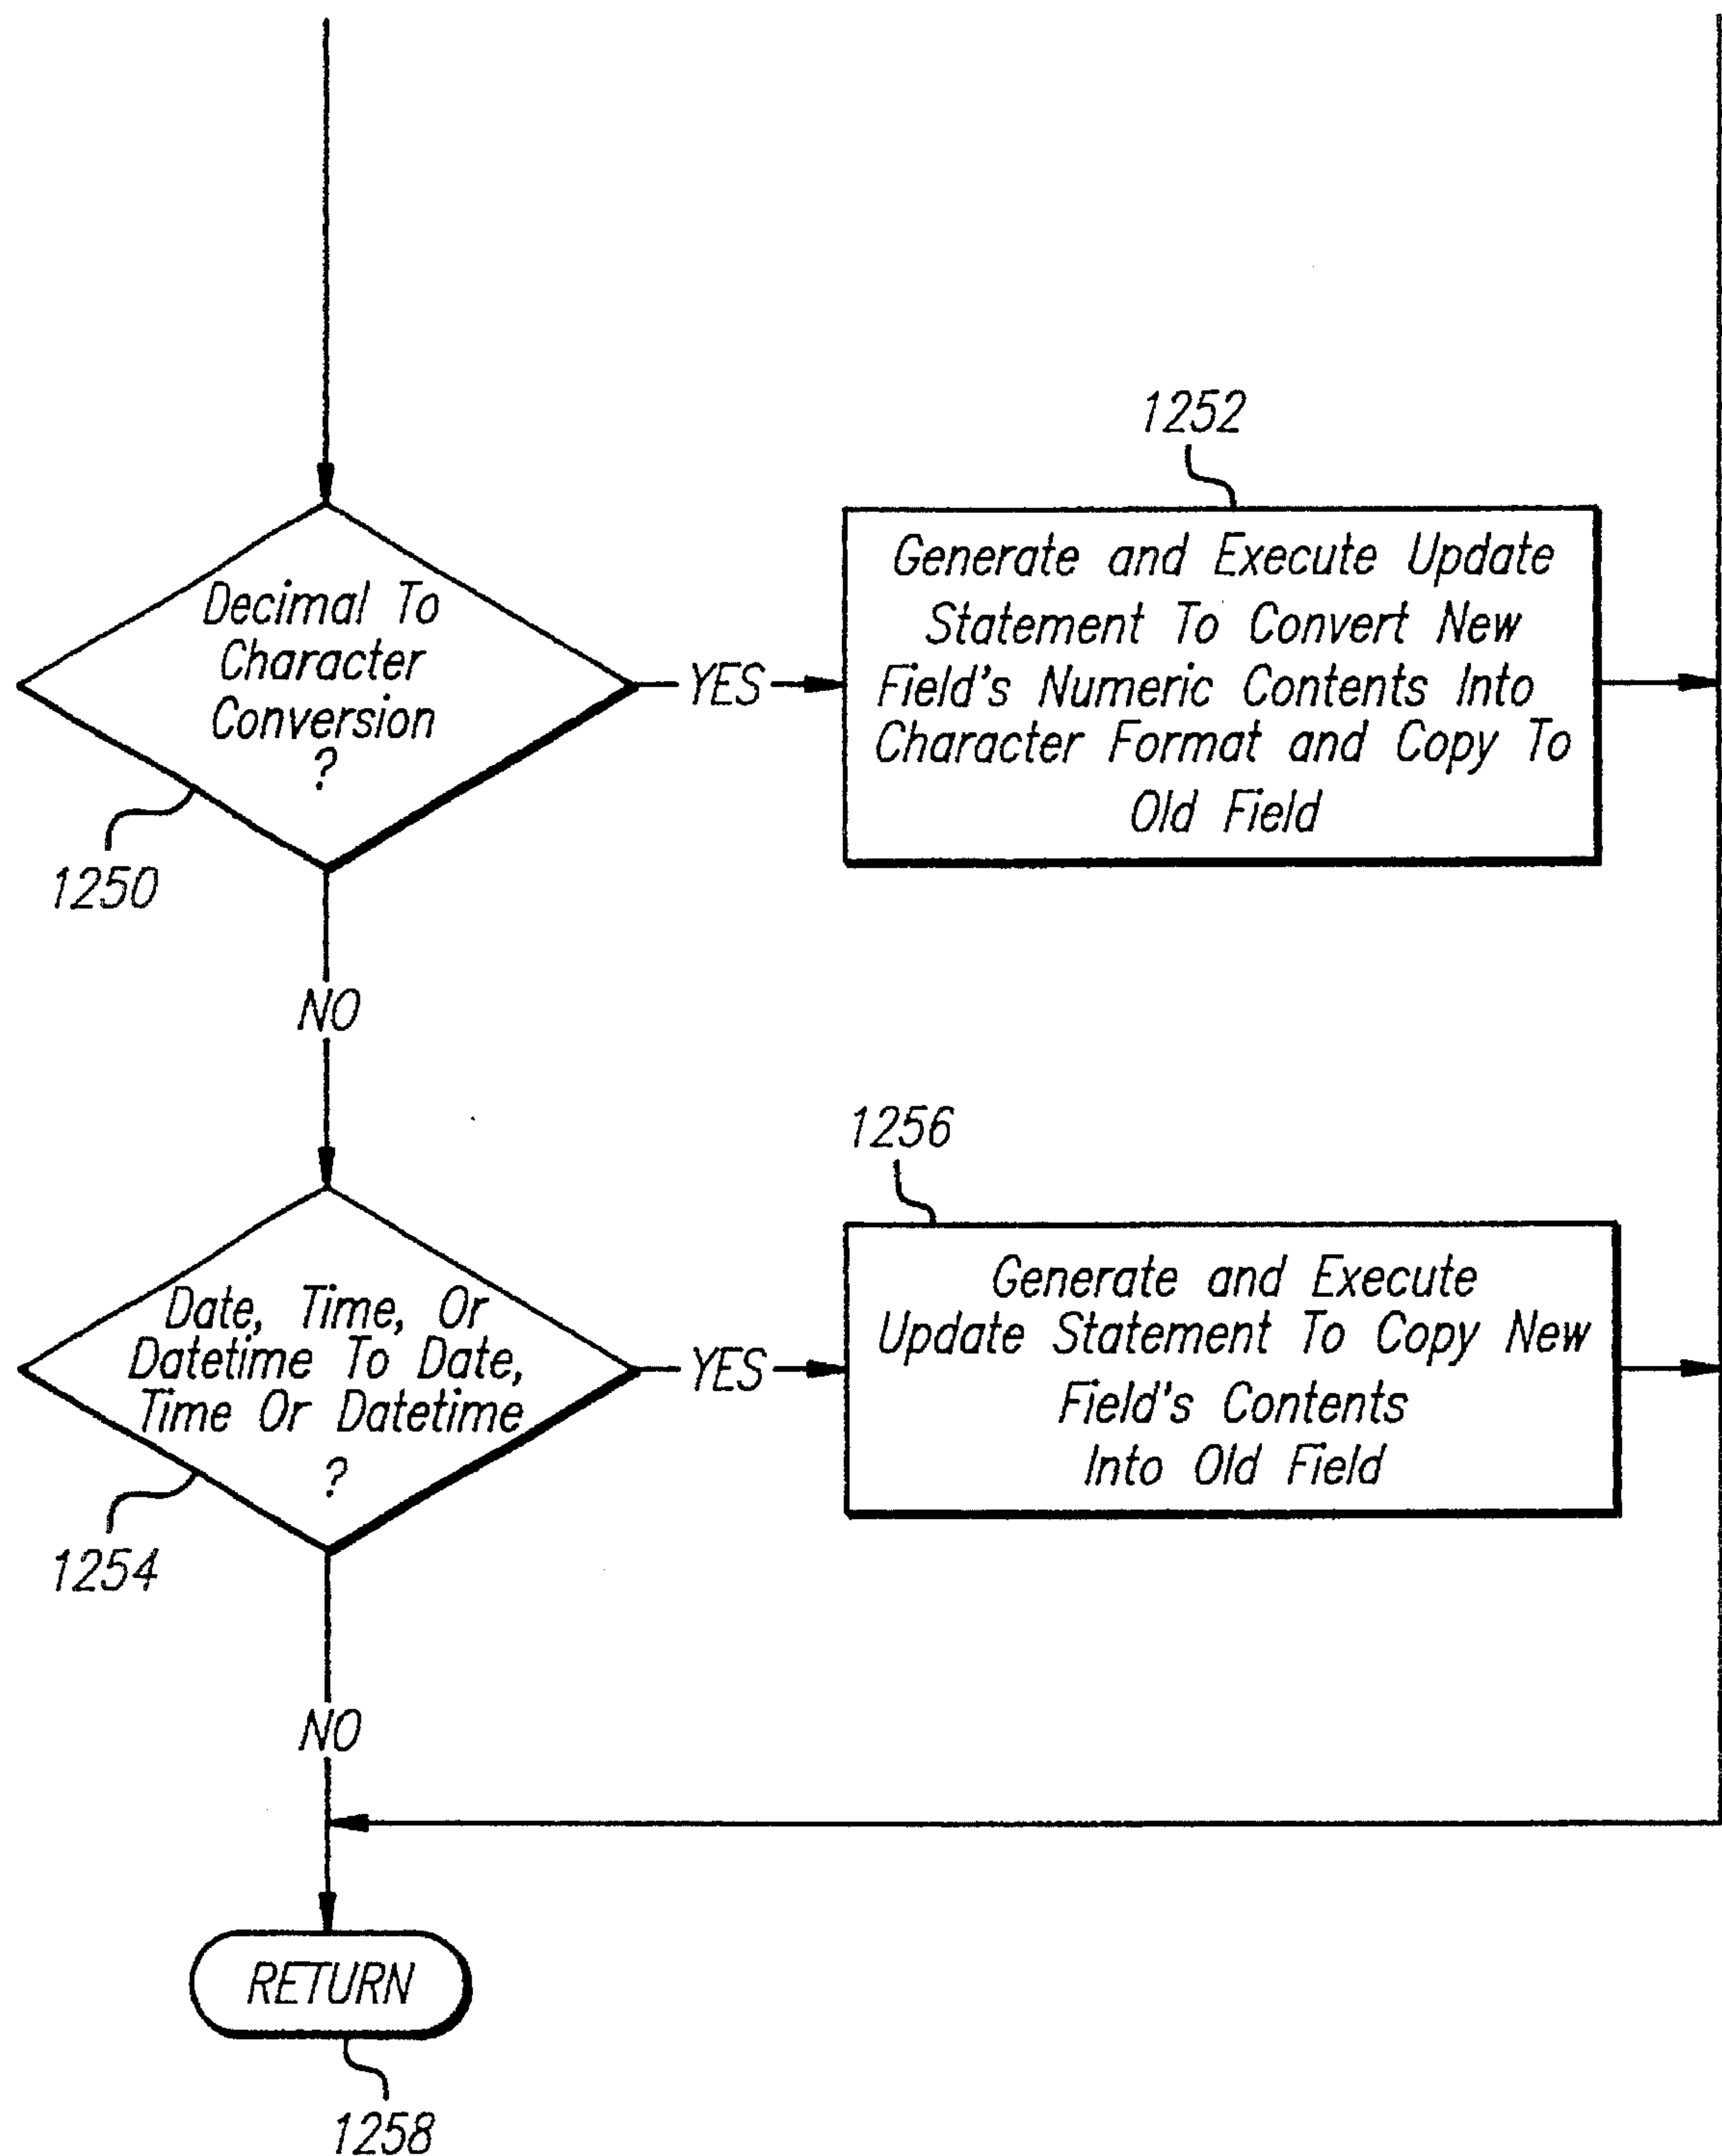 1252
Decimal To
Character
Conversion
?
YES
Generate and Execute Update
Statement To Convert New
Field's Numeric Contents Into
Character Format and Copy To
Old Field
1250
NO
1256
Date, Time, Or
Datetime To Date,
Time Or Datetime
?
YES
Generate and Execute
Update Statement To Copy New
Field's Contents
Into Old Field
1254
NO
RETURN
1258